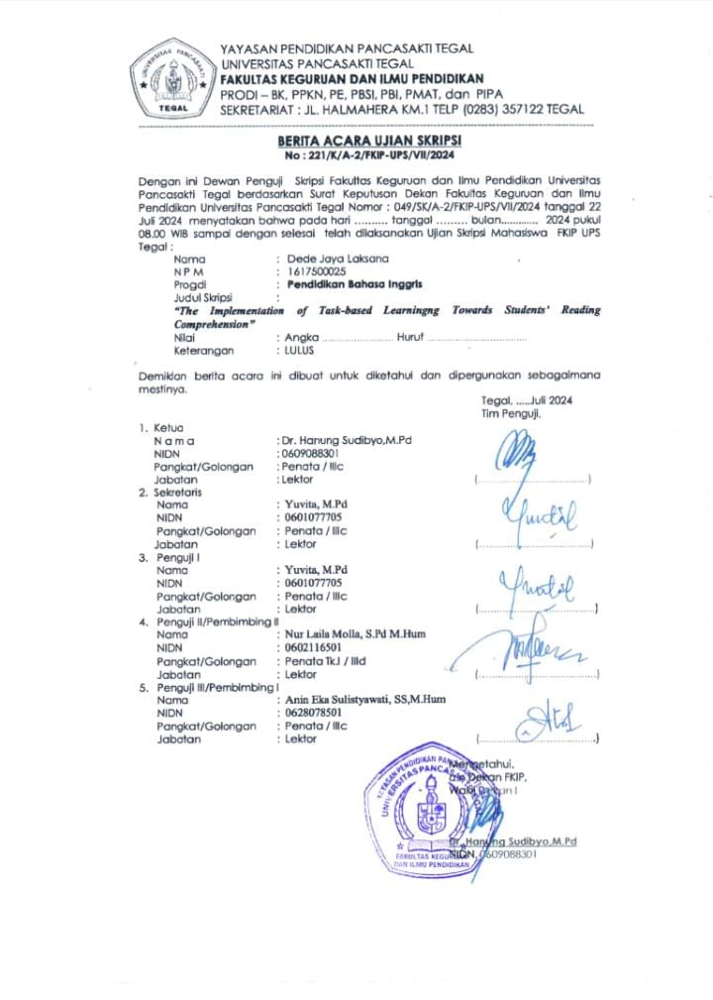 UNIVERSITAS PANCASAKTI
TEGAL
YAYASAN PENDIDIKAN PANCASAKTI TEGAL
UNIVERSITAS PANCASAKTI TEGAL
FAKULTAS KEGURUAN DAN ILMU PENDIDIKAN
PRODI – BK, PPKN, PE, PBSI, PBI, PMAT, dan PIPA
SEKRETARIAT : JL. HALMAHERA KM.1 TELP (0283) 357122 TEGAL
BERITA ACARA UJIAN SKRIPSI
No : 221/K/A-2/FKIP-UPS/VII/2024
Dengan ini Dewan Penguji Skripsi Fakultas Keguruan dan Ilmu Pendidikan Universitas
Pancasakti Tegal berdasarkan Surat Keputusan Dekan Fakultas Keguruan dan Ilmu
Pendidikan Universitas Pancasakti Tegal Nomor : 049/SK/A-2/FKIP-UPS/VII/2024 tanggal 22
Juli 2024 menyatakan bahwa pada hari .......... tanggal ......... bulan............ 2024 pukul
08.00 WIB sampai dengan selesai telah dilaksanakan Ujian Skripsi Mahasiswa FKIP UPS
Tegal :
Nama : Dede Jaya Laksana
N P M : 1617500025
Progdi : Pendidikan Bahasa Inggris
Judul Skripsi :
“The Implementation of Task-based Learningng Towards Students’ Reading
Comprehension”
Nilai : Angka ........................ Huruf ..................................
Keterangan : LULUS
Demikian berita acara ini dibuat untuk diketahui dan dipergunakan sebagaimana
mestinya.
Tegal, .....Juli 2024
Tim Penguji,
1. Ketua
N a m a : Dr. Hanung Sudibyo,M.Pd
NIDN : 0609088301
Pangkat/Golongan : Penata / IIIc
Jabatan : Lektor (......................................)
2. Sekretaris
Nama : Yuvita, M.Pd
NIDN : 0601077705
Pangkat/Golongan : Penata / IIIc
Jabatan : Lektor (......................................)
3. Penguji I
Nama : Yuvita, M.Pd
NIDN : 0601077705
Pangkat/Golongan : Penata / IIIc
Jabatan : Lektor (......................................)
4. Penguji II/Pembimbing II
Nama : Nur Laila Molla, S.Pd M.Hum
NIDN : 0602116501
Pangkat/Golongan : Penata Tk.I / IIId
Jabatan : Lektor (......................................)
5. Penguji III/Pembimbing I
Nama : Anin Eka Sulistyawati, SS,M.Hum
NIDN : 0628078501
Pangkat/Golongan : Penata / IIIc
Jabatan : Lektor (......................................)
Mengetahui,
Dekan FKIP,
Wakil Dekan I
Dr. Hanung Sudibyo,M.Pd
NIDN. 0609088301
YAYASAN PENDIDIKAN PANCASAKTI TEGAL
UNIVERSITAS PANCASAKTI TEGAL
FAKULTAS KEGURUAN
DAN ILMU PENDIDIKAN